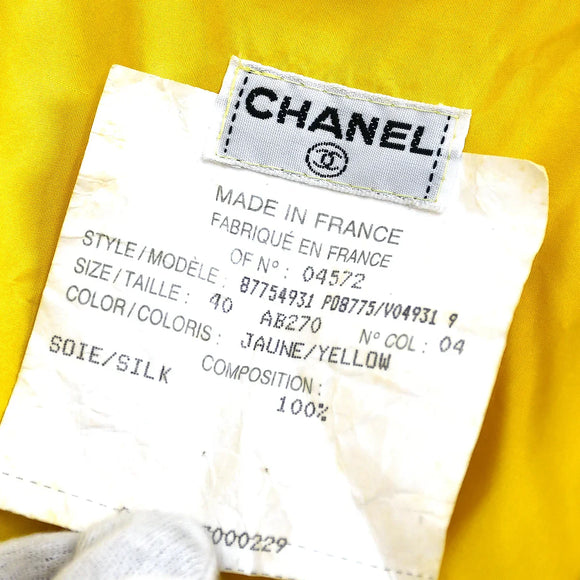 CHANEL
MADE IN FRANCE
FABRIQUÉ EN FRANCE
OF N° : 04572
STYLE/MODÈLE : 87754931 P08775/V04931 9
SIZE/TAILLE : 40 AB270 N° COL : 04
COLOR/COLORIS : JAUNE/YELLOW
COMPOSITION :
SOIE/SILK 100%
000229